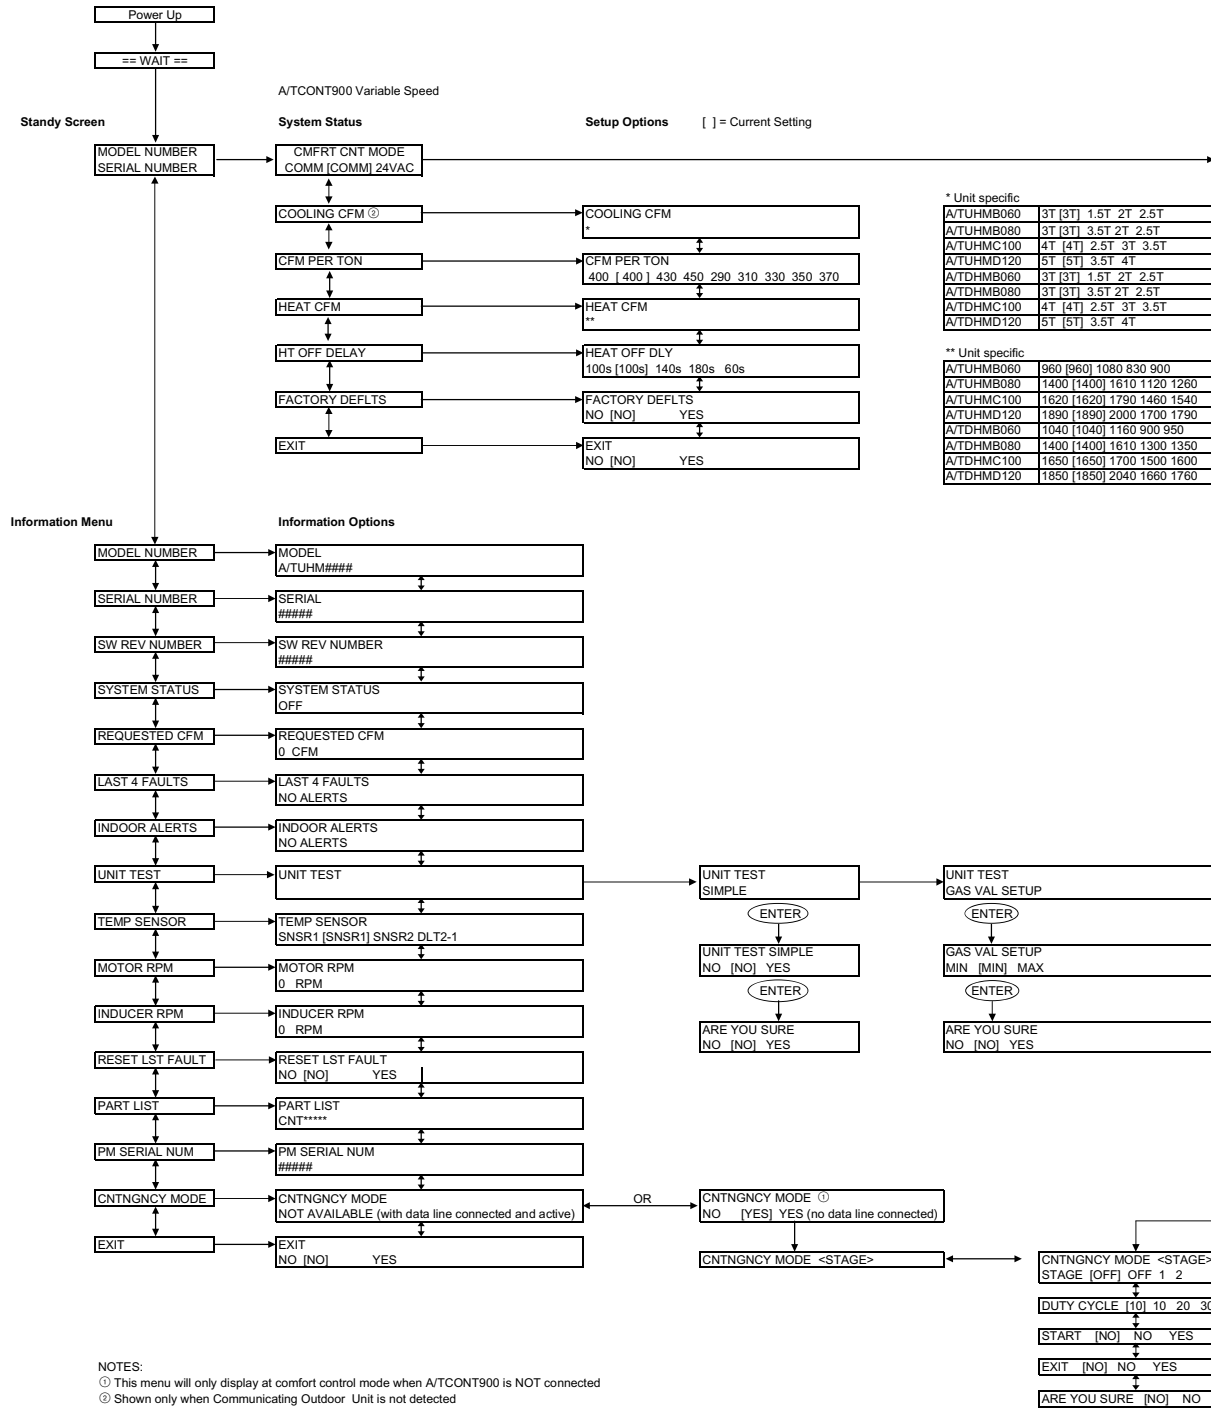 Power Up
== WAIT ==
A/TCONT900 Variable Speed
Standy Screen
System Status
Setup Options [ ] = Current Setting
MODEL NUMBER
SERIAL NUMBER
CMFRT CNT MODE
COMM [COMM] 24VAC
COOLING CFM ②
COOLING CFM
*
CFM PER TON
CFM PER TON
400 [ 400 ] 430 450 290 310 330 350 370
HEAT CFM
HEAT CFM
**
HT OFF DELAY
HEAT OFF DLY
100s [100s] 140s 180s 60s
FACTORY DEFLTS
FACTORY DEFLTS
NO [NO] YES
EXIT
EXIT
NO [NO] YES
* Unit specific
A/TUHMB060 3T [3T] 1.5T 2T 2.5T
A/TUHMB080 3T [3T] 3.5T 2T 2.5T
A/TUHMC100 4T [4T] 2.5T 3T 3.5T
A/TUHMD120 5T [5T] 3.5T 4T
A/TDHMB060 3T [3T] 1.5T 2T 2.5T
A/TDHMB080 3T [3T] 3.5T 2T 2.5T
A/TDHMC100 4T [4T] 2.5T 3T 3.5T
A/TDHMD120 5T [5T] 3.5T 4T
** Unit specific
A/TUHMB060 960 [960] 1080 830 900
A/TUHMB080 1400 [1400] 1610 1120 1260
A/TUHMC100 1620 [1620] 1790 1460 1540
A/TUHMD120 1890 [1890] 2000 1700 1790
A/TDHMB060 1040 [1040] 1160 900 950
A/TDHMB080 1400 [1400] 1610 1300 1350
A/TDHMC100 1650 [1650] 1700 1500 1600
A/TDHMD120 1850 [1850] 2040 1660 1760
Information Menu
Information Options
MODEL NUMBER
MODEL
A/TUHM####
SERIAL NUMBER
SERIAL
#####
SW REV NUMBER
SW REV NUMBER
#####
SYSTEM STATUS
SYSTEM STATUS
OFF
REQUESTED CFM
REQUESTED CFM
0 CFM
LAST 4 FAULTS
LAST 4 FAULTS
NO ALERTS
INDOOR ALERTS
INDOOR ALERTS
NO ALERTS
UNIT TEST
UNIT TEST
UNIT TEST
SIMPLE
ENTER
UNIT TEST SIMPLE
NO [NO] YES
ENTER
ARE YOU SURE
NO [NO] YES
UNIT TEST
GAS VAL SETUP
ENTER
GAS VAL SETUP
MIN [MIN] MAX
ENTER
ARE YOU SURE
NO [NO] YES
TEMP SENSOR
TEMP SENSOR
SNSR1 [SNSR1] SNSR2 DLT2-1
MOTOR RPM
MOTOR RPM
0 RPM
INDUCER RPM
INDUCER RPM
0 RPM
RESET LST FAULT
RESET LST FAULT
NO [NO] YES
PART LIST
PART LIST
CNT*****
PM SERIAL NUM
PM SERIAL NUM
#####
CNTNGNCY MODE
CNTNGNCY MODE
NOT AVAILABLE (with data line connected and active)
OR
CNTNGNCY MODE ①
NO [YES] YES (no data line connected)
EXIT
EXIT
NO [NO] YES
CNTNGNCY MODE <STAGE>
CNTNGNCY MODE <STAGE>
STAGE [OFF] OFF 1 2
DUTY CYCLE [10] 10 20 30
START [NO] NO YES
EXIT [NO] NO YES
ARE YOU SURE [NO] NO
NOTES:
① This menu will only display at comfort control mode when A/TCONT900 is NOT connected
② Shown only when Communicating Outdoor Unit is not detected